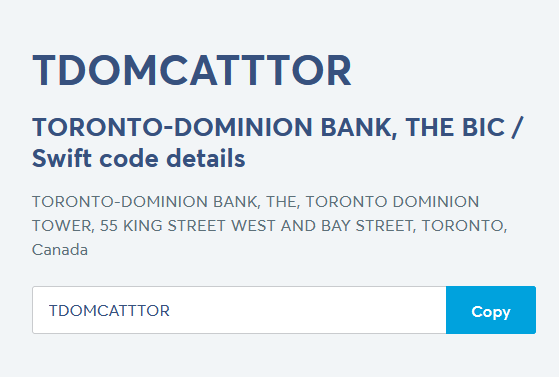 TDOMCATTTOR
TORONTO-DOMINION BANK, THE BIC /
Swift code details
TORONTO-DOMINION BANK, THE, TORONTO DOMINION
TOWER, 55 KING STREET WEST AND BAY STREET, TORONTO,
Canada
TDOMCATTTOR
Copy